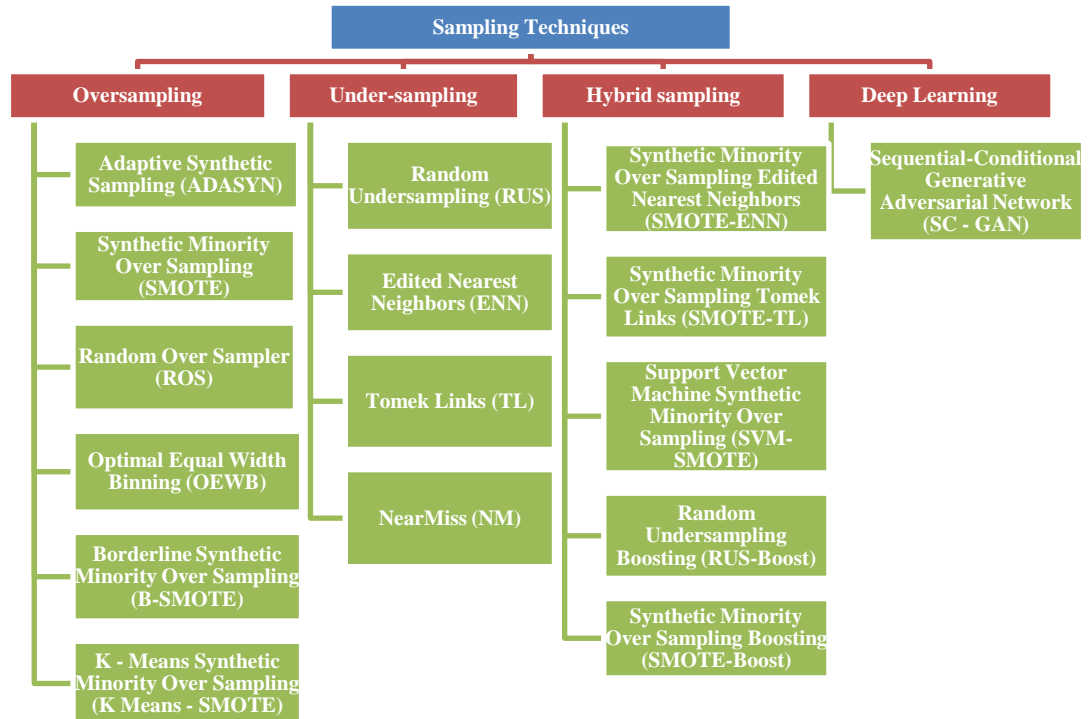 Sampling Techniques
Oversampling
Adaptive Synthetic
Sampling (ADASYN)
Synthetic Minority
Over Sampling
(SMOTE)
Random Over Sampler
(ROS)
Optimal Equal Width
Binning (OEWB)
Borderline Synthetic
Minority Over Sampling
(B-SMOTE)
K - Means Synthetic
Minority Over Sampling
(K Means - SMOTE)
Under-sampling
Random
Undersampling (RUS)
Edited Nearest
Neighbors (ENN)
Tomek Links (TL)
NearMiss (NM)
Hybrid sampling
Synthetic Minority
Over Sampling Edited
Nearest Neighbors
(SMOTE-ENN)
Synthetic Minority
Over Sampling Tomek
Links (SMOTE-TL)
Support Vector
Machine Synthetic
Minority Over
Sampling (SVM-
SMOTE)
Random
Undersampling
Boosting (RUS-Boost)
Synthetic Minority
Over Sampling Boosting
(SMOTE-Boost)
Deep Learning
Sequential-Conditional
Generative
Adversarial Network
(SC - GAN)